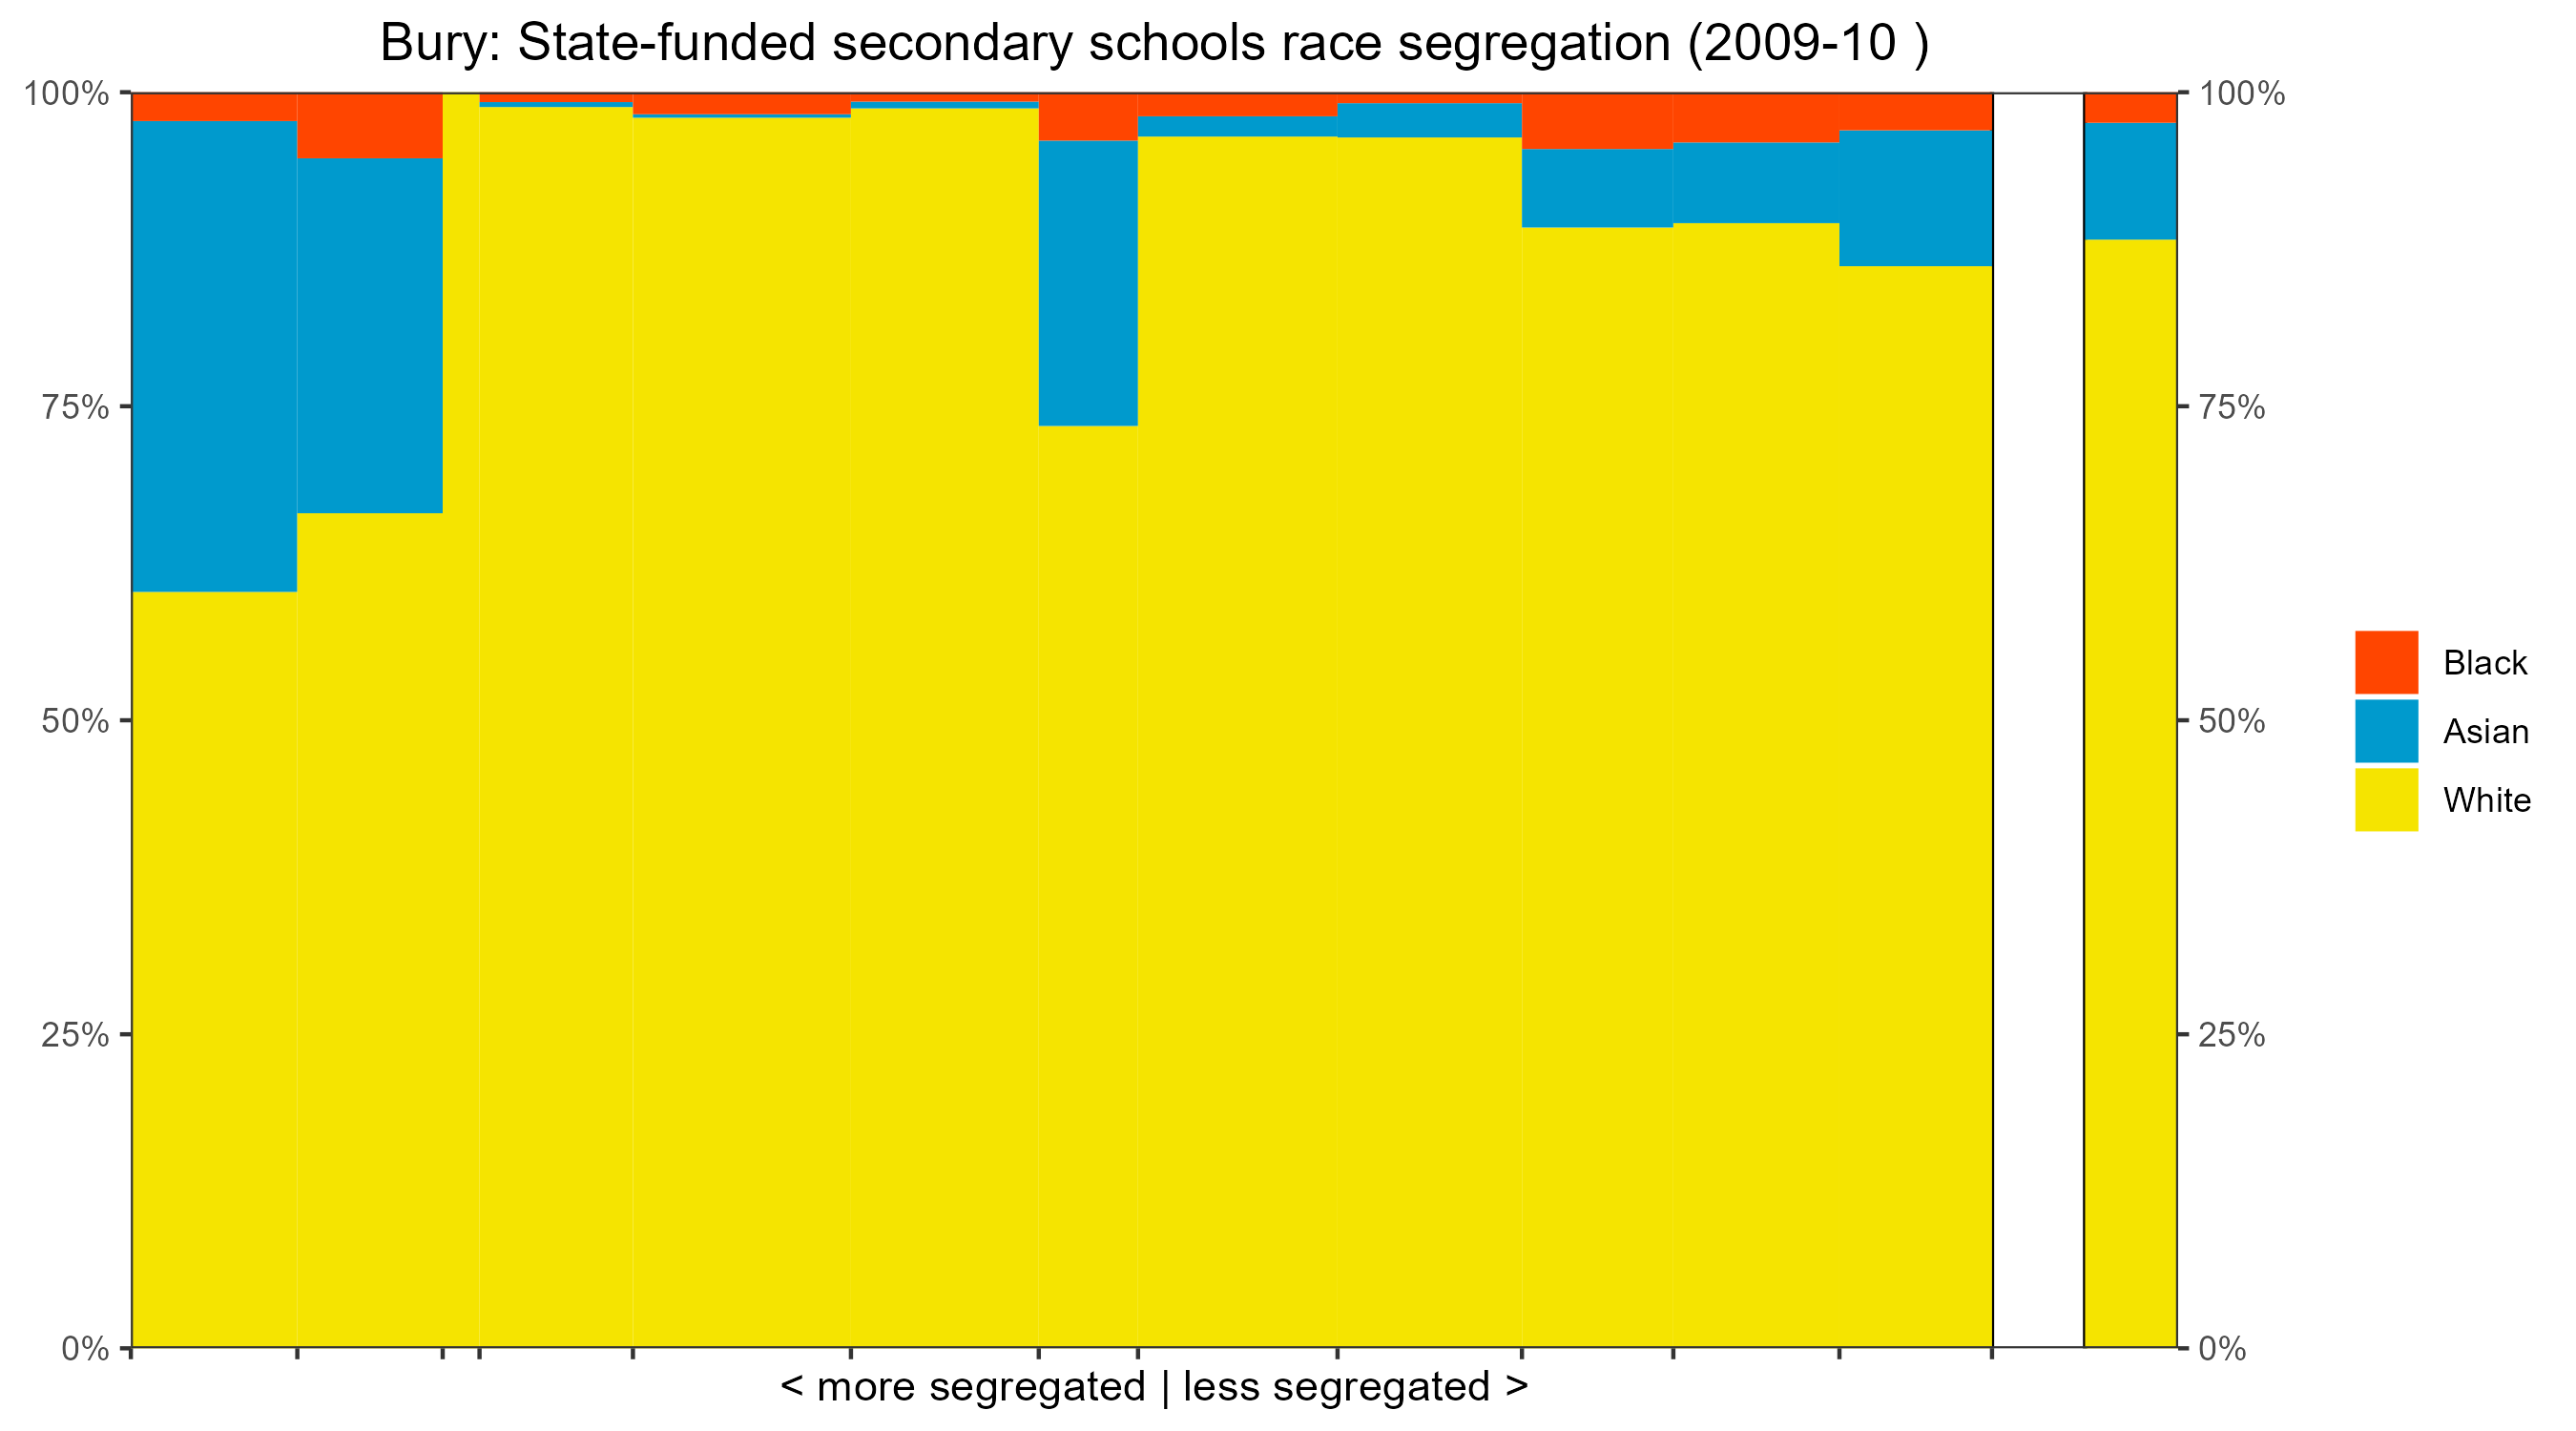 Bury: State-funded secondary schools race segregation (2009-10 )
100%
75%
50%
25%
0%
100%
75%
50%
25%
0%
Black
Asian
White
< more segregated | less segregated >